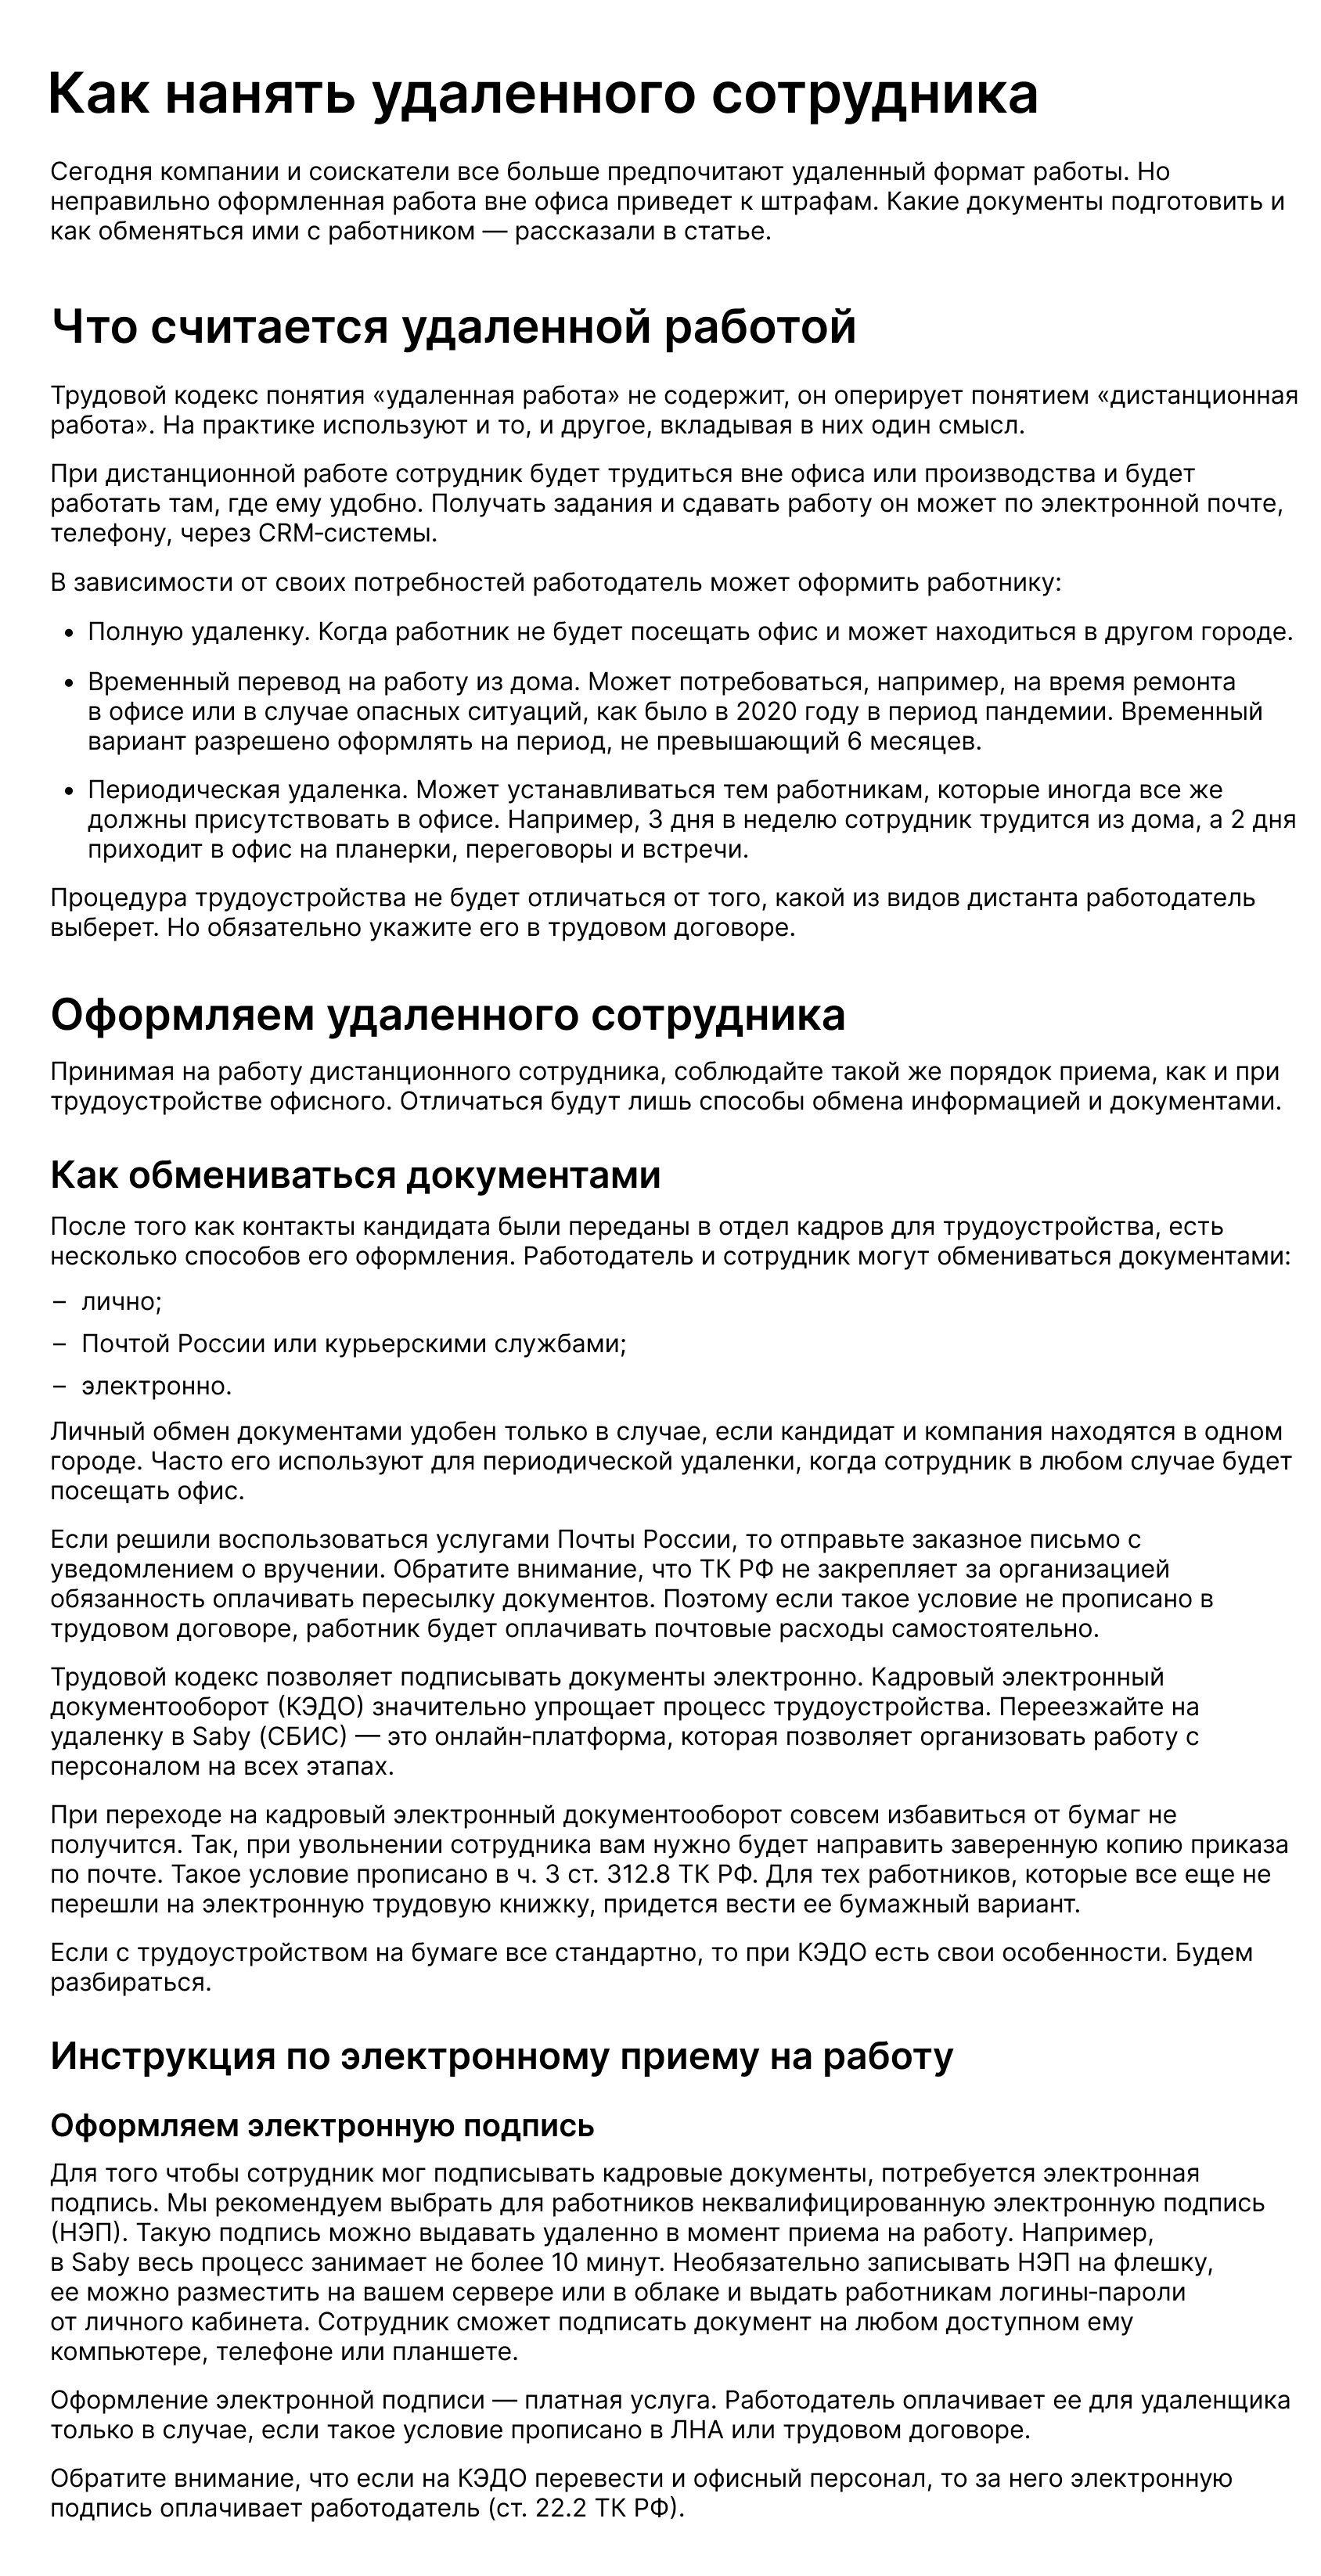 Как нанять удаленного сотрудника
Сегодня компании и соискатели все больше предпочитают удаленный формат работы. Но
неправильно оформленная работа вне офиса приведет к штрафам. Какие документы подготовить и
как обменяться ими с работником — рассказали в статье.
Что считается удаленной работой
Трудовой кодекс понятия «удаленная работа» не содержит, он оперирует понятием «дистанционная
работа». На практике используют и то, и другое, вкладывая в них один смысл.
При дистанционной работе сотрудник будет трудиться вне офиса или производства и будет
работать там, где ему удобно. Получать задания и сдавать работу он может по электронной почте,
телефону, через CRM-системы.
В зависимости от своих потребностей работодатель может оформить работнику:
• Полную удаленку. Когда работник не будет посещать офис и может находиться в другом городе.
• Временный перевод на работу из дома. Может потребоваться, например, на время ремонта
в офисе или в случае опасных ситуаций, как было в 2020 году в период пандемии. Временный
вариант разрешено оформлять на период, не превышающий 6 месяцев.
• Периодическая удаленка. Может устанавливаться тем работникам, которые иногда все же
должны присутствовать в офисе. Например, 3 дня в неделю сотрудник трудится из дома, а 2 дня
приходит в офис на планерки, переговоры и встречи.
Процедура трудоустройства не будет отличаться от того, какой из видов дистанта работодатель
выберет. Но обязательно укажите его в трудовом договоре.
Оформляем удаленного сотрудника
Принимая на работу дистанционного сотрудника, соблюдайте такой же порядок приема, как и при
трудоустройстве офисного. Отличаться будут лишь способы обмена информацией и документами.
Как обмениваться документами
После того как контакты кандидата были переданы в отдел кадров для трудоустройства, есть
несколько способов его оформления. Работодатель и сотрудник могут обмениваться документами:
– лично;
– Почтой России или курьерскими службами;
– электронно.
Личный обмен документами удобен только в случае, если кандидат и компания находятся в одном
городе. Часто его используют для периодической удаленки, когда сотрудник в любом случае будет
посещать офис.
Если решили воспользоваться услугами Почты России, то отправьте заказное письмо с
уведомлением о вручении. Обратите внимание, что ТК РФ не закрепляет за организацией
обязанность оплачивать пересылку документов. Поэтому если такое условие не прописано в
трудовом договоре, работник будет оплачивать почтовые расходы самостоятельно.
Трудовой кодекс позволяет подписывать документы электронно. Кадровый электронный
документооборот (КЭДО) значительно упрощает процесс трудоустройства. Переезжайте на
удаленку в Saby (СБИС) — это онлайн-платформа, которая позволяет организовать работу с
персоналом на всех этапах.
При переходе на кадровый электронный документооборот совсем избавиться от бумаг не
получится. Так, при увольнении сотрудника вам нужно будет направить заверенную копию приказа
по почте. Такое условие прописано в ч. 3 ст. 312.8 ТК РФ. Для тех работников, которые все еще не
перешли на электронную трудовую книжку, придется вести ее бумажный вариант.
Если с трудоустройством на бумаге все стандартно, то при КЭДО есть свои особенности. Будем
разбираться.
Инструкция по электронному приему на работу
Оформляем электронную подпись
Для того чтобы сотрудник мог подписывать кадровые документы, потребуется электронная
подпись. Мы рекомендуем выбрать для работников неквалифицированную электронную подпись
(НЭП). Такую подпись можно выдавать удаленно в момент приема на работу. Например,
в Saby весь процесс занимает не более 10 минут. Необязательно записывать НЭП на флешку,
ее можно разместить на вашем сервере или в облаке и выдать работникам логины-пароли
от личного кабинета. Сотрудник сможет подписать документ на любом доступном ему
компьютере, телефоне или планшете.
Оформление электронной подписи — платная услуга. Работодатель оплачивает ее для удаленщика
только в случае, если такое условие прописано в ЛНА или трудовом договоре.
Обратите внимание, что если на КЭДО перевести и офисный персонал, то за него электронную
подпись оплачивает работодатель (ст. 22.2 ТК РФ).